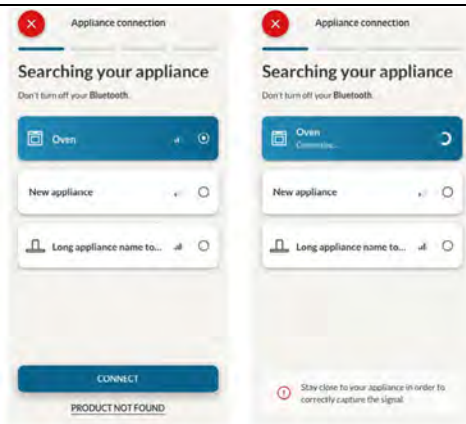 Appliance connection
Searching your appliance
Don't turn off your Bluetooth.
Oven
New appliance
Long appliance name to...
CONNECT
PRODUCT NOT FOUND
Appliance connection
Searching your appliance
Don't turn off your Bluetooth.
Oven
Connecting...
New appliance
Long appliance name to...
Stay close to your appliance in order to
correctly capture the signal.